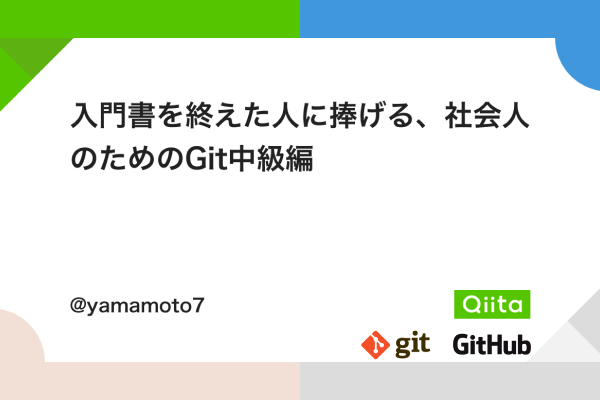 入門書を終えた人に捧げる、社会人
のためのGit中級編
@yamamoto7
Qiita
git
GitHub